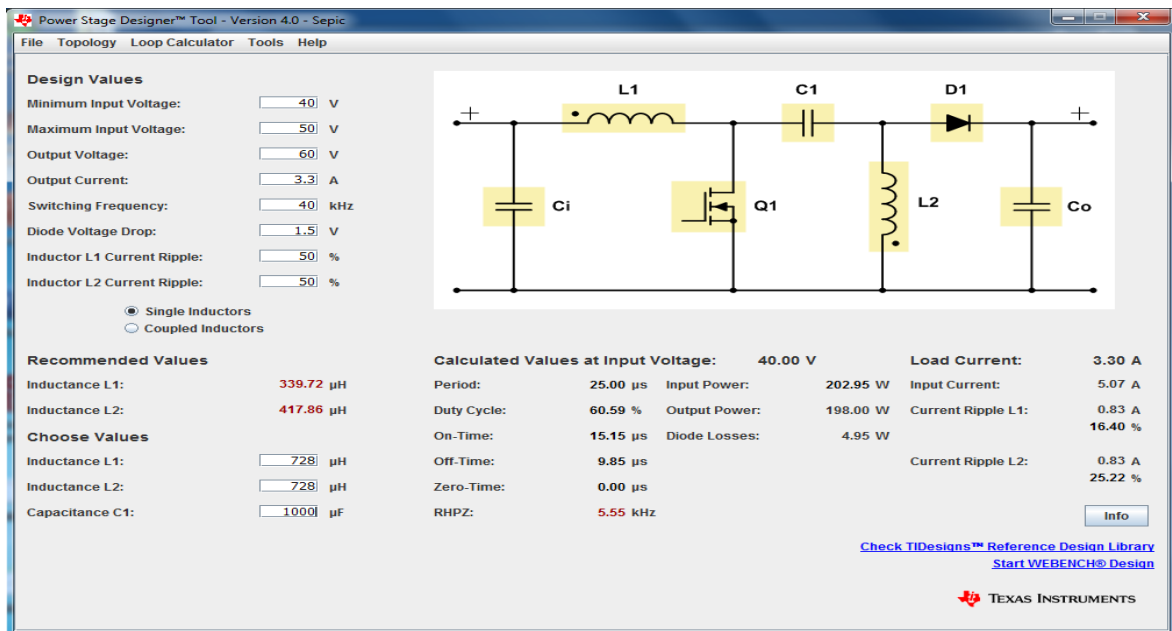 Power Stage Designer™ Tool - Version 4.0 - Sepic
File Topology Loop Calculator Tools Help
Design Values
Minimum Input Voltage: 40 V
Maximum Input Voltage: 50 V
Output Voltage: 60 V
Output Current: 3.3 A
Switching Frequency: 40 kHz
Diode Voltage Drop: 1.5 V
Inductor L1 Current Ripple: 50 %
Inductor L2 Current Ripple: 50 %
Single Inductors
Coupled Inductors
L1 C1 D1
+ +
Ci Q1 L2 Co
Recommended Values
Inductance L1: 339.72 µH
Inductance L2: 417.86 µH
Choose Values
Inductance L1: 728 µH
Inductance L2: 728 µH
Capacitance C1: 1000 µF
Calculated Values at Input Voltage: 40.00 V
Period: 25.00 µs Input Power: 202.95 W
Duty Cycle: 60.59 % Output Power: 198.00 W
On-Time: 15.15 µs Diode Losses: 4.95 W
Off-Time: 9.85 µs
Zero-Time: 0.00 µs
RHPZ: 5.55 kHz
Load Current: 3.30 A
Input Current: 5.07 A
Current Ripple L1: 0.83 A
16.40 %
Current Ripple L2: 0.83 A
25.22 %
Info
Check TIDesigns™ Reference Design Library
Start WEBENCH® Design
TEXAS INSTRUMENTS